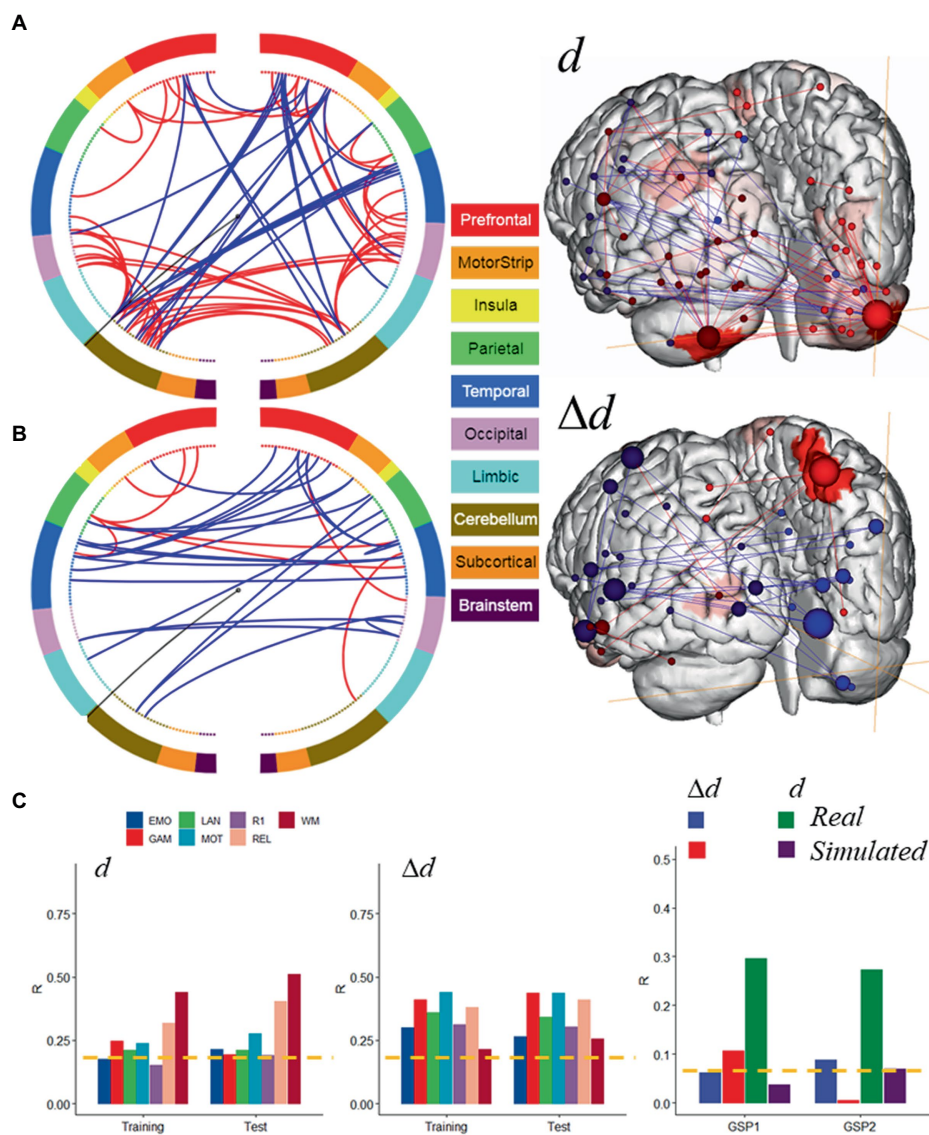 A
d
Prefrontal
MotorStrip
Insula
Parietal
Temporal
Occipital
Limbic
Cerebellum
Subcortical
Brainstem
B
Δd
C
EMO LAN R1 WM
GAM MOT REL
d
R
0.75
0.50
0.25
0.00
Training Test
Δd
R
0.75
0.50
0.25
0.00
Training Test
Δd d
Real
Simulated
R
0.5
0.4
0.3
0.2
0.1
0.0
GSP1 GSP2